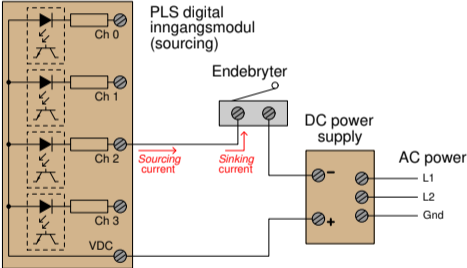 PLS digital
inngangsmodul
(sourcing)
Ch 0
Ch 1
Ch 2
Ch 3
VDC
Endebryter
Sourcing
current
Sinking
current
DC power
supply
-
+
AC power
L1
L2
Gnd